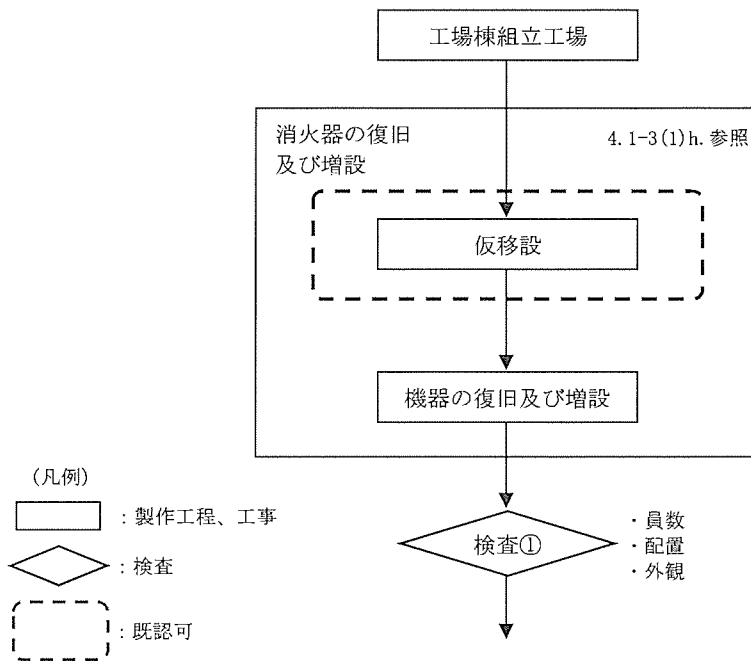 工場棟組立工場
消火器の復旧
及び増設
4.1-3(1)h.参照
仮移設
機器の復旧及び増設
検査①
・員数
・配置
・外観
(凡例)
：製作工程、工事
：検査
：既認可